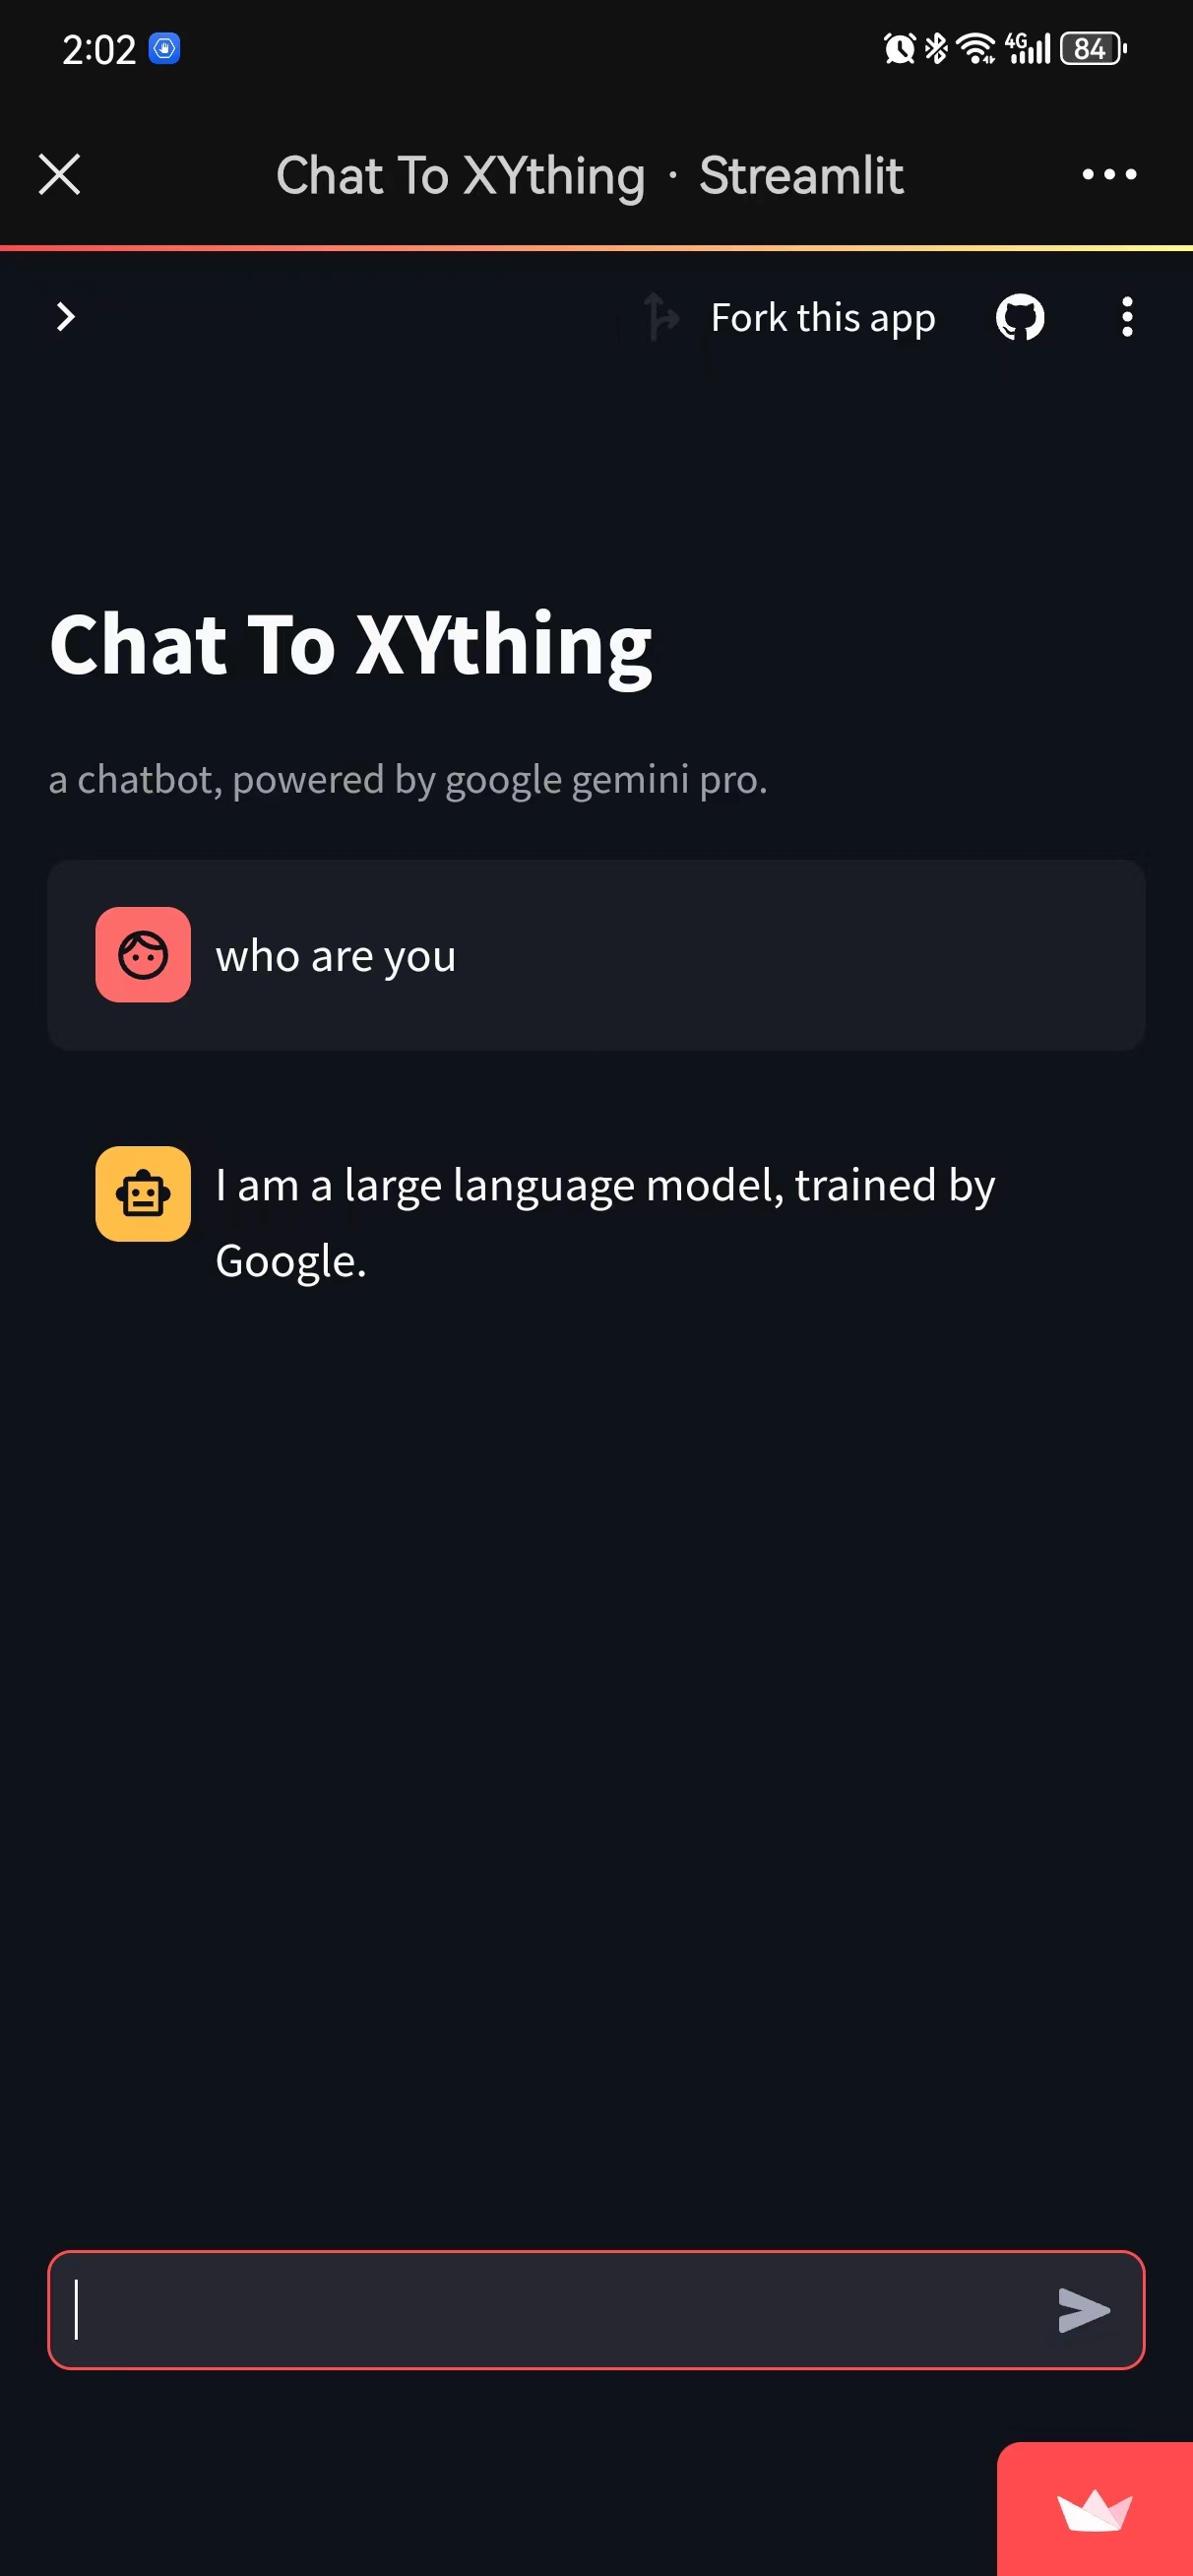 2:02
4G
84
Chat To XYthing · Streamlit
Fork this app
Chat To XYthing
a chatbot, powered by google gemini pro.
who are you
I am a large language model, trained by
Google.